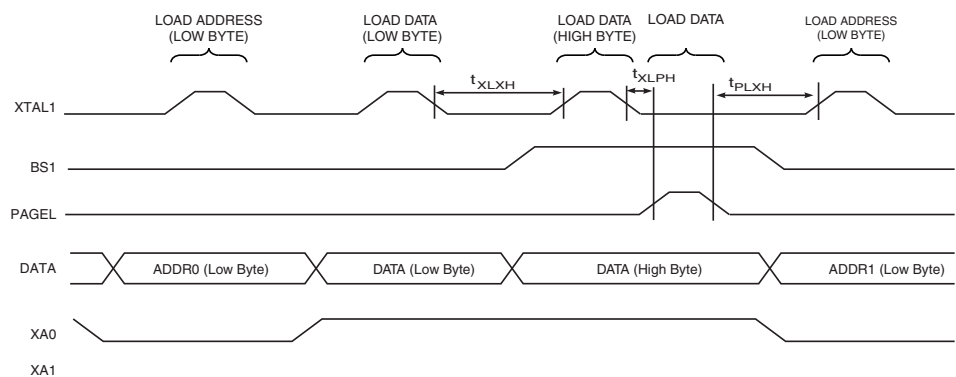 LOAD ADDRESS
(LOW BYTE)
LOAD DATA
(LOW BYTE)
LOAD DATA
(HIGH BYTE)
LOAD DATA
LOAD ADDRESS
(LOW BYTE)
tXLXH
tXLPH
tPLXH
XTAL1
BS1
PAGEL
DATA
ADDR0 (Low Byte)
DATA (Low Byte)
DATA (High Byte)
ADDR1 (Low Byte)
XA0
XA1